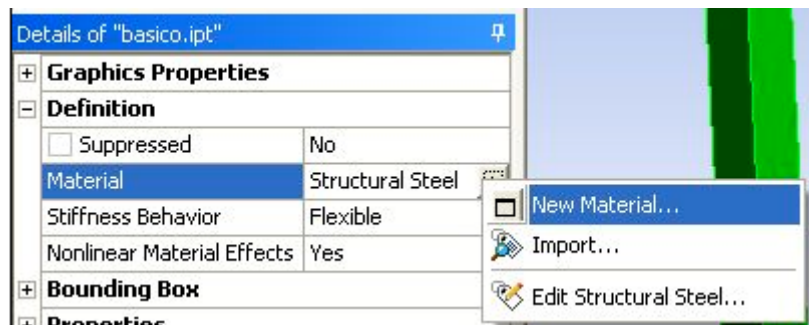 Details of "basico.ipt"
Graphics Properties
Definition
Suppressed No
Material Structural Steel
New Material...
Stiffness Behavior Flexible
Import...
Nonlinear Material Effects Yes
Bounding Box
Edit Structural Steel...
Properties